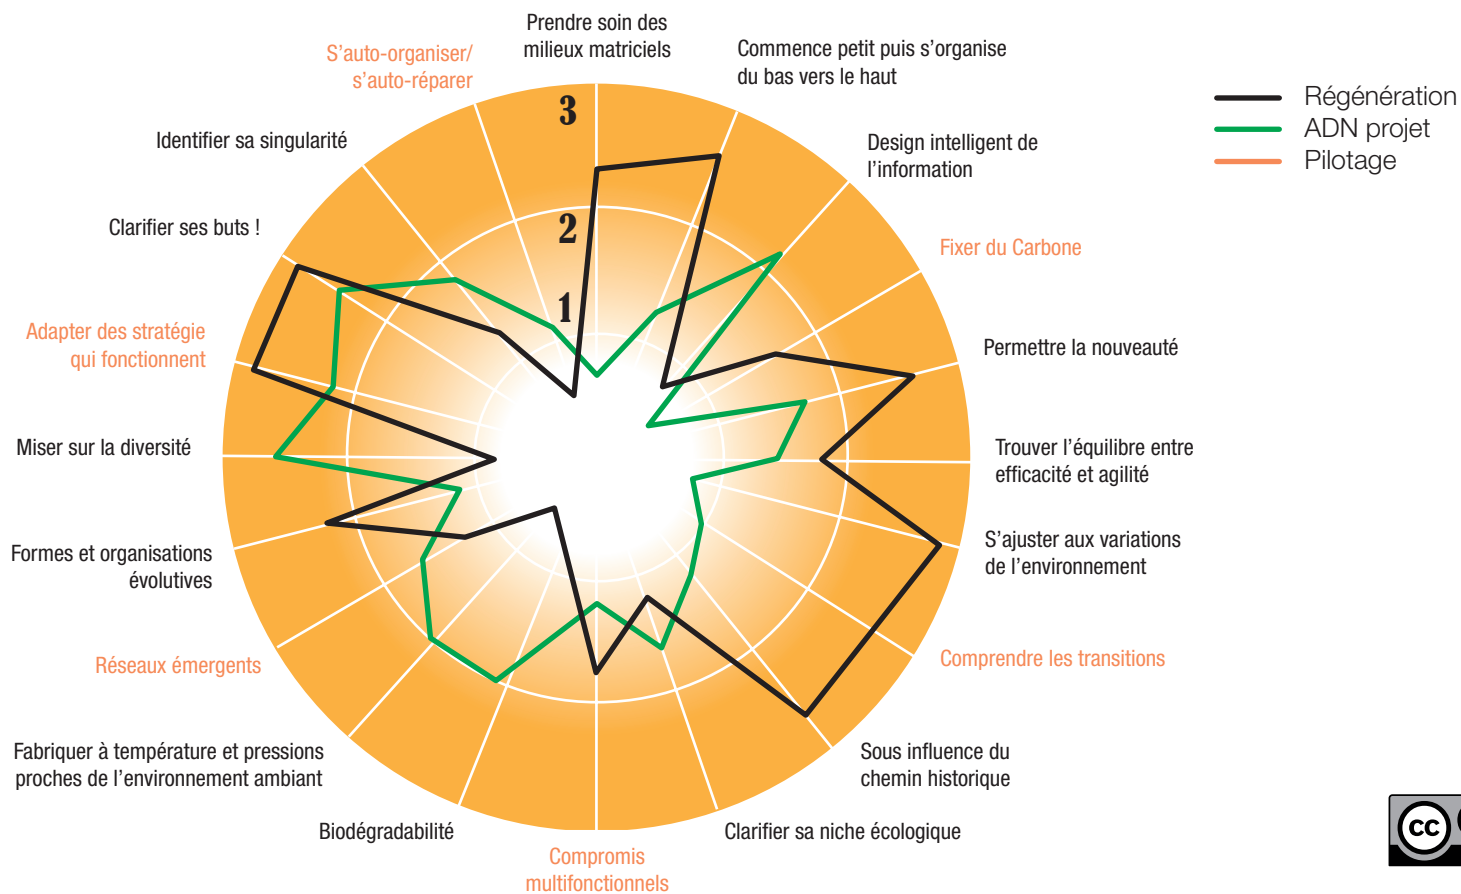 Prendre soin des
milieux matriciels
Commence petit puis s’organise
du bas vers le haut
Design intelligent de
l’information
Fixer du Carbone
Permettre la nouveauté
Trouver l’équilibre entre
efficacité et agilité
S’ajuster aux variations
de l’environnement
Comprendre les transitions
Sous influence du
chemin historique
Clarifier sa niche écologique
Compromis
multifonctionnels
Biodégradabilité
Fabriquer à température et pressions
proches de l’environnement ambiant
Réseaux émergents
Formes et organisations
évolutives
Miser sur la diversité
Adapter des stratégie
qui fonctionnent
Clarifier ses buts !
Identifier sa singularité
S’auto-organiser/
s’auto-réparer
3
2
1
Régénération
ADN projet
Pilotage
cc